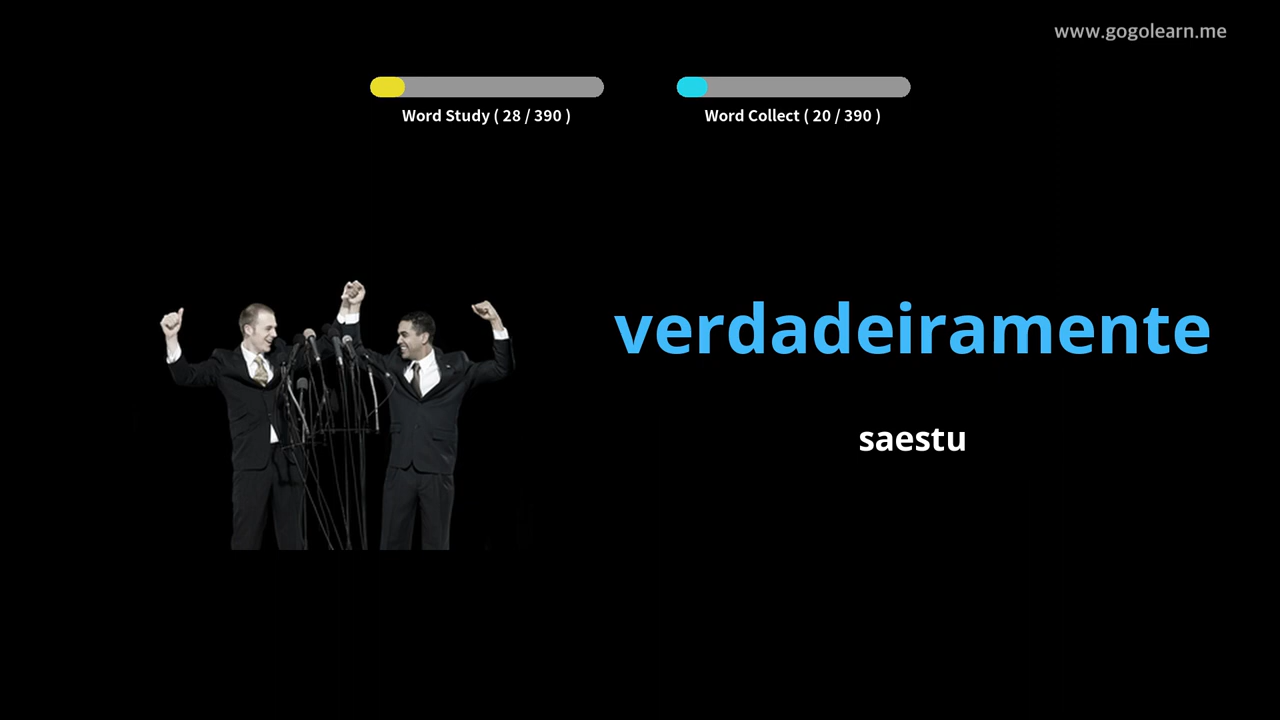 www.gogolearn.me
Word Study ( 28 / 390 )
Word Collect ( 20 / 390 )
verdadeiramente
saestu